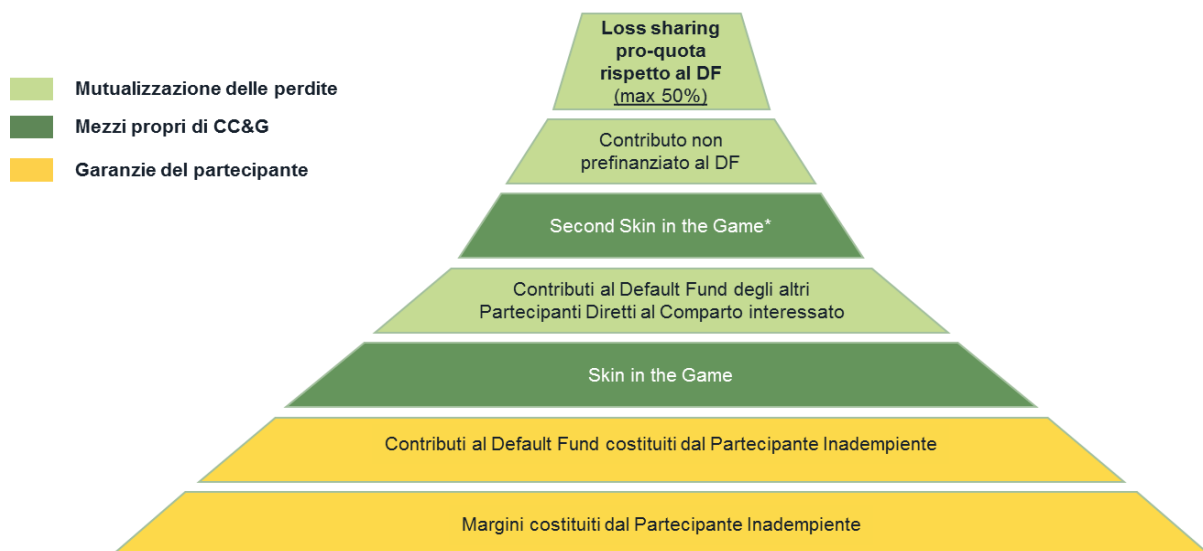 Loss sharing
pro-quota
rispetto al DF
(max 50%)
Mutualizzazione delle perdite
Mezzi propri di CC&G
Garanzie del partecipante
Contributo non
prefinanziato al DF
Second Skin in the Game*
Contributi al Default Fund degli altri
Partecipanti Diretti al Comparto interessato
Skin in the Game
Contributi al Default Fund costituiti dal Partecipante Inadempiente
Margini costituiti dal Partecipante Inadempiente